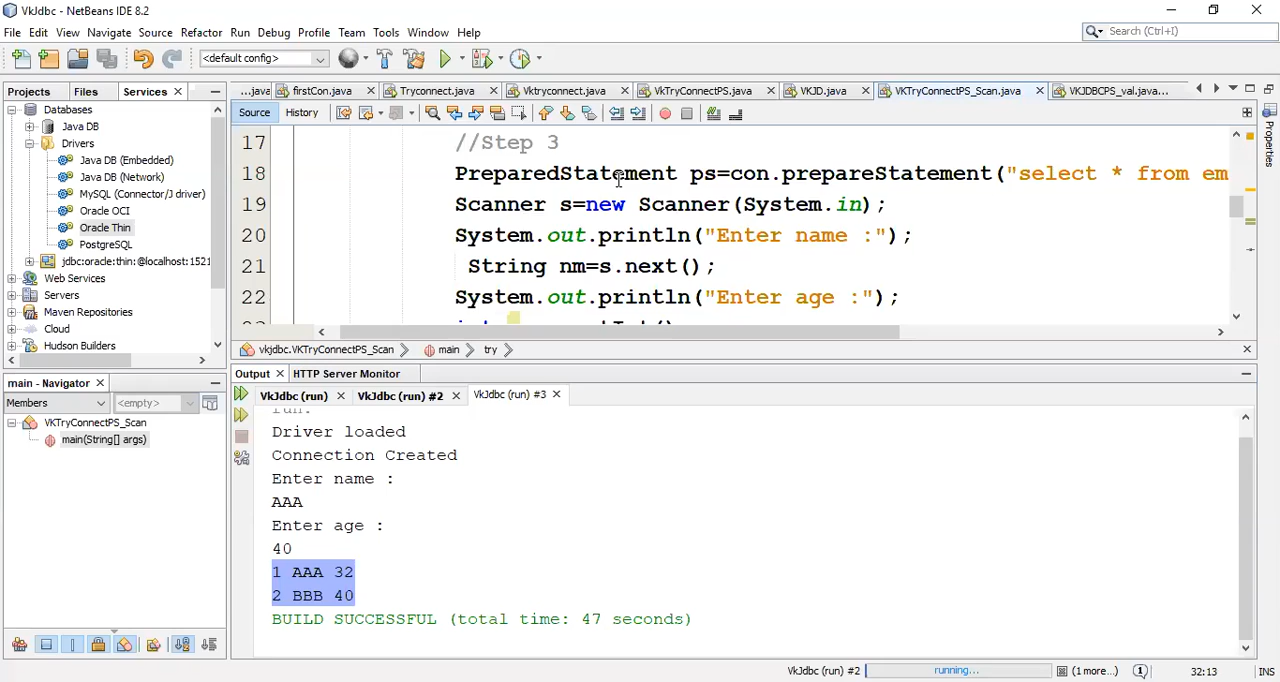 VkJdbc - NetBeans IDE 8.2
File Edit View Navigate Source Refactor Run Debug Profile Team Tools Window Help
Search (Ctrl+I)
<default config>
Projects Files Services
...java firstCon.java Tryconnect.java Vktryconnect.java VKTryConnectPS.java VKJD.java VKTryConnectPS_Scan.java VKJDBCPS_val.java...
Source History
Databases
Java DB
Drivers
Java DB (Embedded)
Java DB (Network)
MySQL (Connector/J driver)
Oracle OCI
Oracle Thin
PostgreSQL
jdbc:oracle:thin:@localhost:1521
Web Services
Servers
Maven Repositories
Cloud
Hudson Builders
17 //Step 3
18 PreparedStatement ps=con.prepareStatement("select * from em
19 Scanner s=new Scanner(System.in);
20 System.out.println("Enter name :");
21 String nm=s.next();
22 System.out.println("Enter age :");
Properties
vkjdbc.VKTryConnectPS_Scan main try
main - Navigator
Members <empty>
VKTryConnectPS_Scan
main(String[] args)
Output HTTP Server Monitor
VkJdbc (run) VkJdbc (run) #2 VkJdbc (run) #3
run:
Driver loaded
Connection Created
Enter name :
AAA
Enter age :
40
1 AAA 32
2 BBB 40
BUILD SUCCESSFUL (total time: 47 seconds)
VkJdbc (run) #2 running... (1 more...) 1 32:13 INS